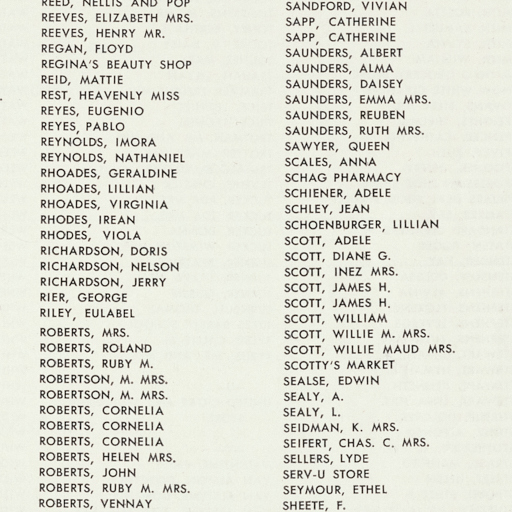 REED, NELLIS AND POP
REEVES, ELIZABETH MRS.
REEVES, HENRY MR.
REGAN, FLOYD
REGINA'S BEAUTY SHOP
REID, MATTIE
REST, HEAVENLY MISS
REYES, EUGENIO
REYES, PABLO
REYNOLDS, IMORA
REYNOLDS, NATHANIEL
RHOADES, GERALDINE
RHOADES, LILLIAN
RHOADES, VIRGINIA
RHODES, IREAN
RHODES, VIOLA
RICHARDSON, DORIS
RICHARDSON, NELSON
RICHARDSON, JERRY
RIER, GEORGE
RILEY, EULABEL
ROBERTS, MRS.
ROBERTS, ROLAND
ROBERTS, RUBY M.
ROBERTSON, M. MRS.
ROBERTSON, M. MRS.
ROBERTS, CORNELIA
ROBERTS, CORNELIA
ROBERTS, CORNELIA
ROBERTS, HELEN MRS.
ROBERTS, JOHN
ROBERTS, RUBY M. MRS.
ROBERTS, VENNAY
SANDFORD, VIVIAN
SAPP, CATHERINE
SAPP, CATHERINE
SAUNDERS, ALBERT
SAUNDERS, ALMA
SAUNDERS, DAISEY
SAUNDERS, EMMA MRS.
SAUNDERS, REUBEN
SAUNDERS, RUTH MRS.
SAWYER, QUEEN
SCALES, ANNA
SCHAG PHARMACY
SCHIENER, ADELE
SCHLEY, JEAN
SCHOENBURGER, LILLIAN
SCOTT, ADELE
SCOTT, DIANE G.
SCOTT, INEZ MRS.
SCOTT, JAMES H.
SCOTT, JAMES H.
SCOTT, WILLIAM
SCOTT, WILLIE M. MRS.
SCOTT, WILLIE MAUD MRS.
SCOTTY'S MARKET
SEALSE, EDWIN
SEALY, A.
SEALY, L.
SEIDMAN, K. MRS.
SEIFERT, CHAS. C. MRS.
SELLERS, LYDE
SERV-U STORE
SEYMOUR, ETHEL
SHEETE, F.